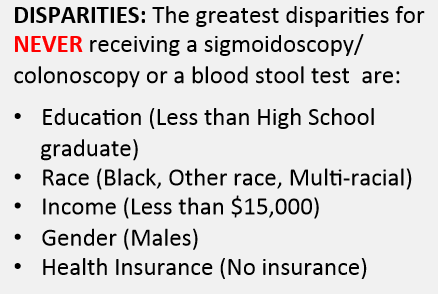 DISPARITIES: The greatest disparities for
NEVER receiving a sigmoidoscopy/
colonoscopy or a blood stool test are:
• Education (Less than High School
graduate)
• Race (Black, Other race, Multi-racial)
• Income (Less than $15,000)
• Gender (Males)
• Health Insurance (No insurance)